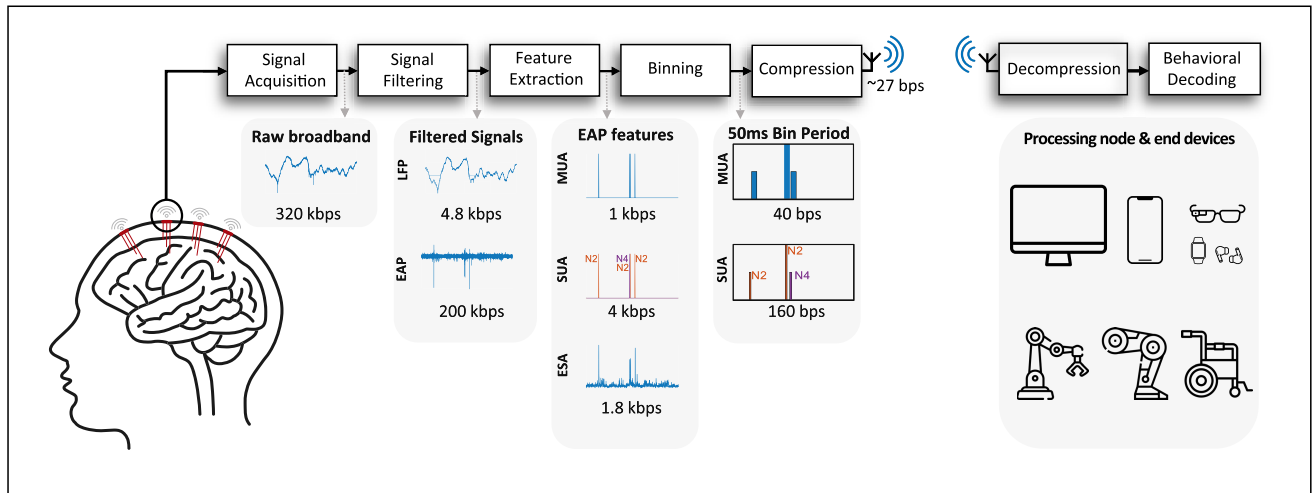 Signal
Acquisition
Signal
Filtering
Feature
Extraction
Binning
Compression
~27 bps
Decompression
Behavioral
Decoding
Raw broadband
320 kbps
Filtered Signals
LFP
4.8 kbps
EAP
200 kbps
EAP features
MUA
1 kbps
SUA
N2
N4
N2
N2
4 kbps
ESA
1.8 kbps
50ms Bin Period
MUA
40 bps
SUA
N2
N2
N4
160 bps
Processing node & end devices